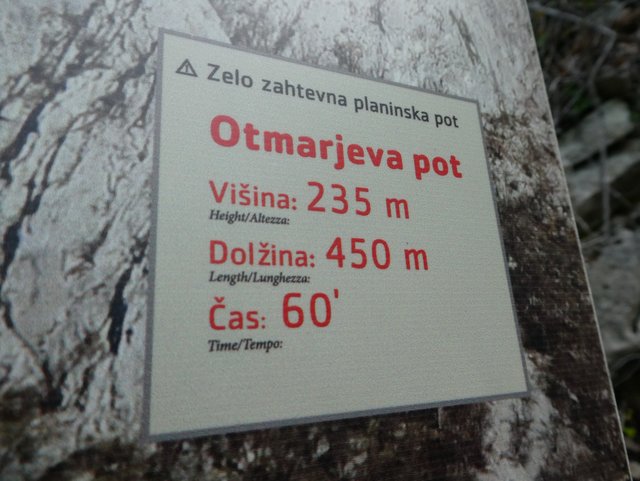 ⚠ Zelo zahtevna planinska pot
Otmarjeva pot
Višina: 235 m
Height/Altezza:
Dolžina: 450 m
Length/Lunghezza:
Čas: 60'
Time/Tempo: